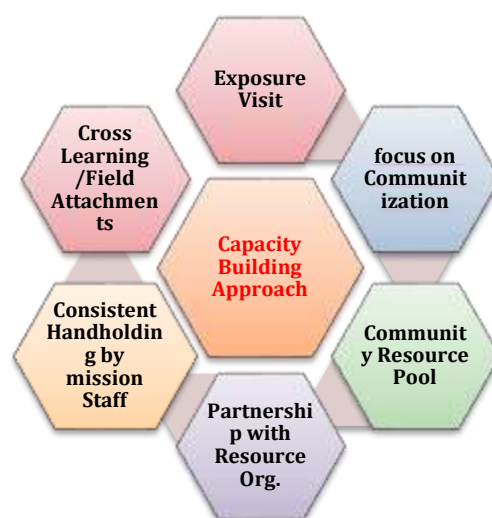 Exposure
Visit
Cross
Learning
/Field
Attachmen
ts
focus on
Communit
ization
Capacity
Building
Approach
Consistent
Handholdin
g by
mission
Staff
Communit
y Resource
Pool
Partnershi
p with
Resource
Org.